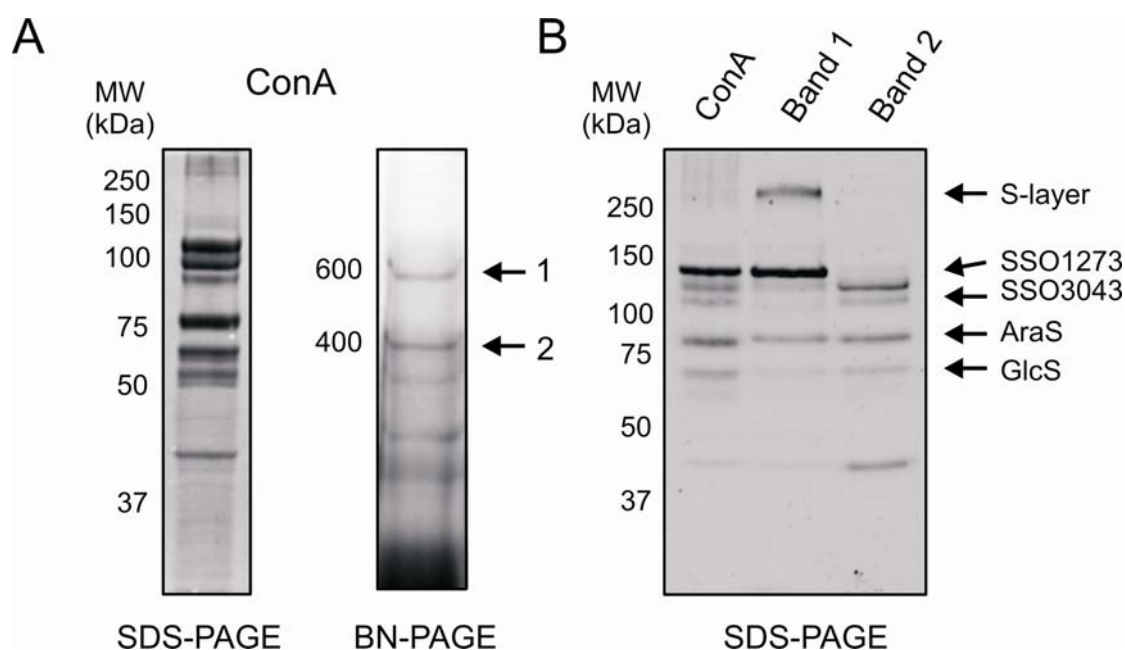 A
ConA
MW
(kDa)
250
150
100
75
50
37
600
400
1
2
SDS-PAGE
BN-PAGE
B
ConA
Band 1
Band 2
MW
(kDa)
250
150
100
75
50
37
S-layer
SSO1273
SSO3043
AraS
GlcS
SDS-PAGE